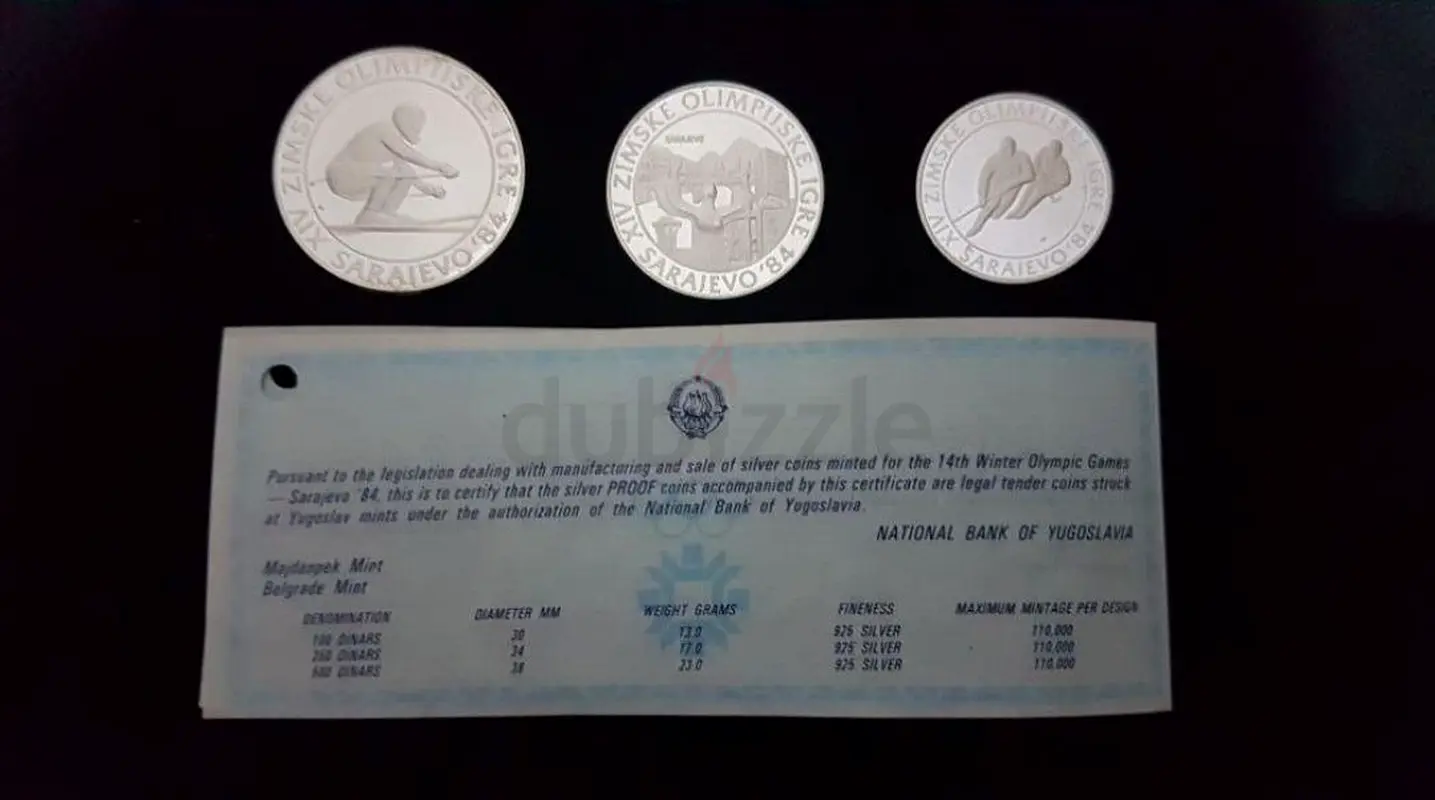 XIV ZIMSKE OLIMPIJSKE IGRE
SARAJEVO '84
XIV ZIMSKE OLIMPIJSKE IGRE
SARAJEVO '84
SARAJEVO
XIV ZIMSKE OLIMPIJSKE IGRE
SARAJEVO '84
dubizzle
Pursuant to the legislation dealing with manufactoring and sale of silver coins minted for the 14th Winter Olympic Games
— Sarajevo '84, this is to certify that the silver PROOF coins accompanied by this certificate are legal tender coins struck
at Yugoslav mints under the authorization of the National Bank of Yugoslavia.
NATIONAL BANK OF YUGOSLAVIA
Majdanpek Mint
Belgrade Mint
DENOMINATION DIAMETER MM WEIGHT GRAMS FINENESS MAXIMUM MINTAGE PER DESIGN
100 DINARS 30 13.0 925 SILVER 110,000
250 DINARS 34 17.0 925 SILVER 110,000
500 DINARS 38 23.0 925 SILVER 110,000